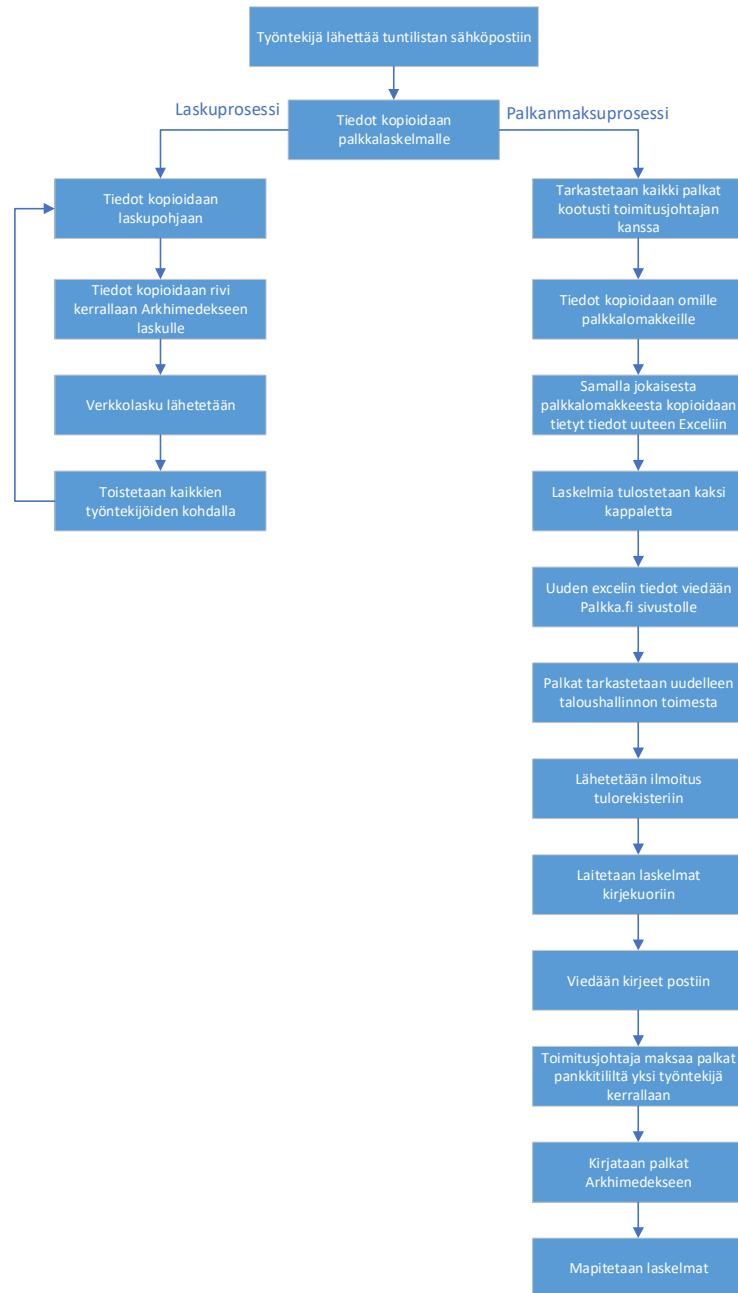 Työntekijä lähettää tuntilistan sähköpostiin
Laskuprosessi
Tiedot kopioidaan
palkkalaskelmalle
Palkanmaksuprosessi
Tiedot kopioidaan
laskupohjaan
Tiedot kopioidaan rivi
kerrallaan Arkhimedekseen
laskulle
Verkkolasku lähetetään
Toistetaan kaikkien
työntekijöiden kohdalla
Tarkastetaan kaikki palkat
kootusti toimitusjohtajan
kanssa
Tiedot kopioidaan omille
palkkalomakkeille
Samalla jokaisesta
palkkalomakkeesta kopioidaan
tietyt tiedot uuteen Exceliin
Laskelmia tulostetaan kaksi
kappaletta
Uuden excelin tiedot viedään
Palkka.fi sivustolle
Palkat tarkastetaan uudelleen
taloushallinnon toimesta
Lähetetään ilmoitus
tulorekisteriin
Laitetaan laskelmat
kirjekuoriin
Viedään kirjeet postiin
Toimitusjohtaja maksaa palkat
pankkitililtä yksi työntekijä
kerrallaan
Kirjataan palkat
Arkhimedekseen
Mapitetaan laskelmat